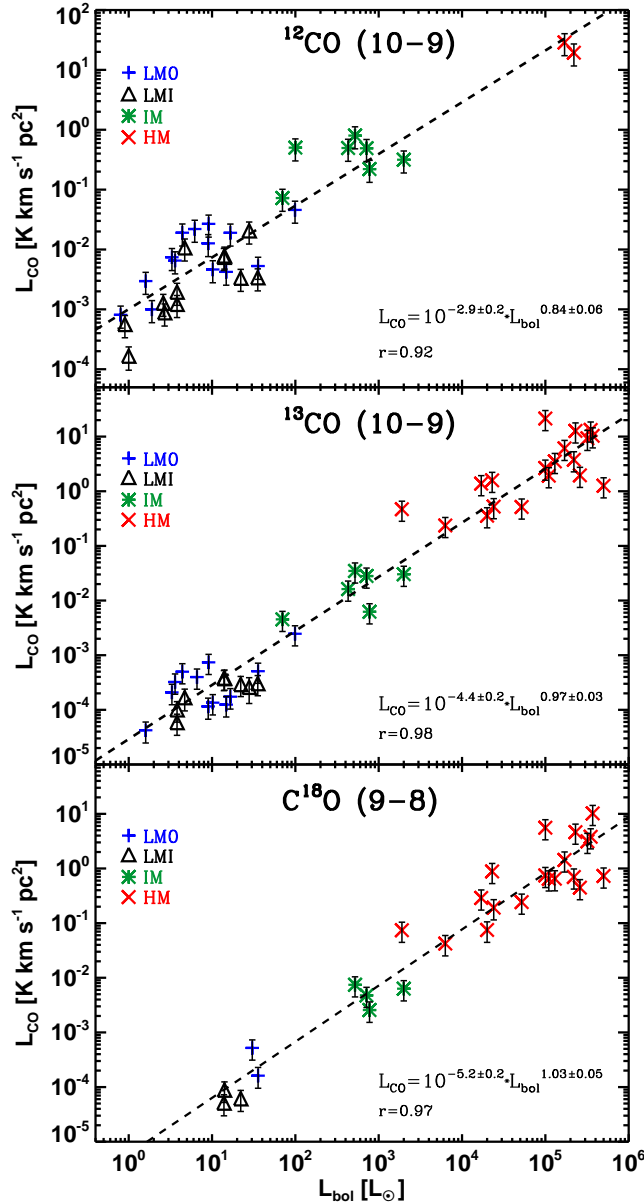 ¹²CO (10−9)
LMO
LMI
IM
HM
L_CO [K km s⁻¹ pc²]
10²
10¹
10⁰
10⁻¹
10⁻²
10⁻³
10⁻⁴
L_CO=10^−2.9±0.2*L_bol^0.84±0.06
r=0.92
¹³CO (10−9)
LMO
LMI
IM
HM
L_CO [K km s⁻¹ pc²]
10¹
10⁰
10⁻¹
10⁻²
10⁻³
10⁻⁴
10⁻⁵
L_CO=10^−4.4±0.2*L_bol^0.97±0.03
r=0.98
C¹⁸O (9−8)
LMO
LMI
IM
HM
L_CO [K km s⁻¹ pc²]
10¹
10⁰
10⁻¹
10⁻²
10⁻³
10⁻⁴
10⁻⁵
L_CO=10^−5.2±0.2*L_bol^1.03±0.05
r=0.97
10⁰ 10¹ 10² 10³ 10⁴ 10⁵ 10⁶
L_bol [L_⊙]